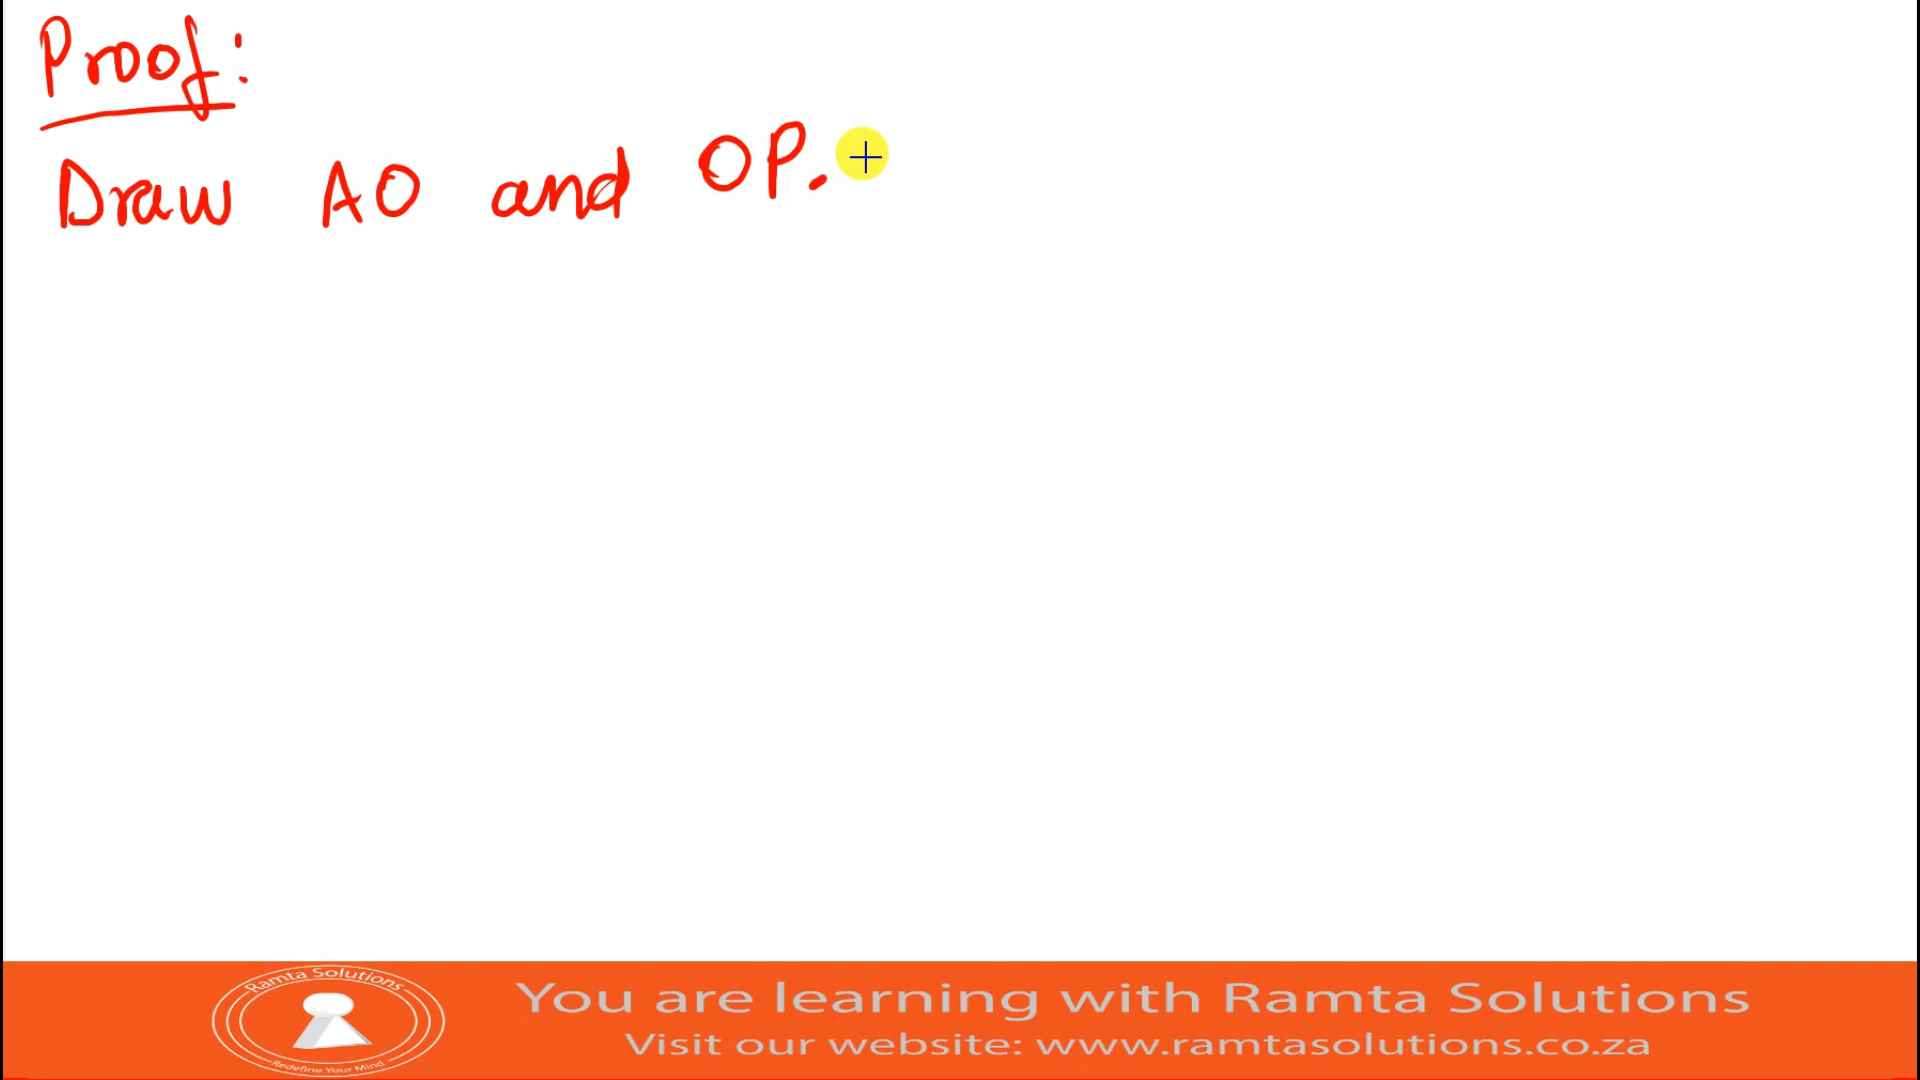 Proof:
Draw AO and OP.
Ramta Solutions
Redefine Your Mind
You are learning with Ramta Solutions
Visit our website: www.ramtasolutions.co.za